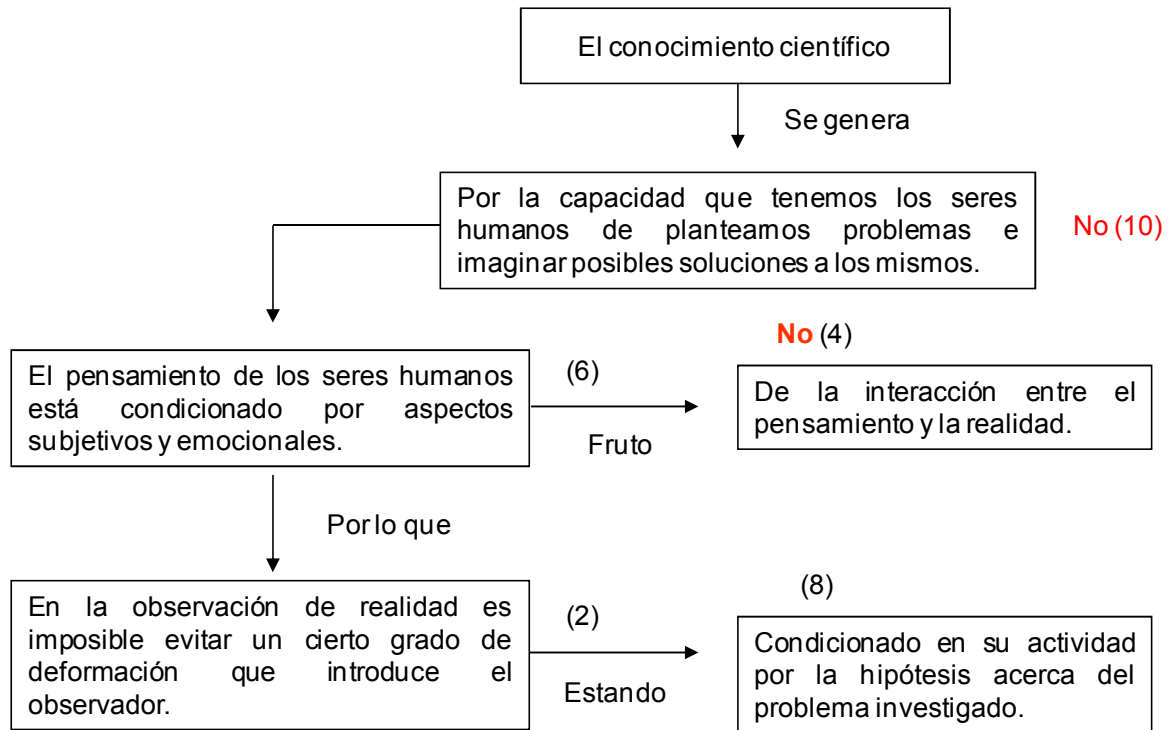 El conocimiento científico
Se genera
Por la capacidad que tenemos los seres
humanos de plantearnos problemas e
imaginar posibles soluciones a los mismos.
No (10)
No (4)
El pensamiento de los seres humanos
está condicionado por aspectos
subjetivos y emocionales.
(6)
Fruto
De la interacción entre el
pensamiento y la realidad.
Por lo que
(8)
En la observación de realidad es
imposible evitar un cierto grado de
deformación que introduce el
observador.
(2)
Estando
Condicionado en su actividad
por la hipótesis acerca del
problema investigado.